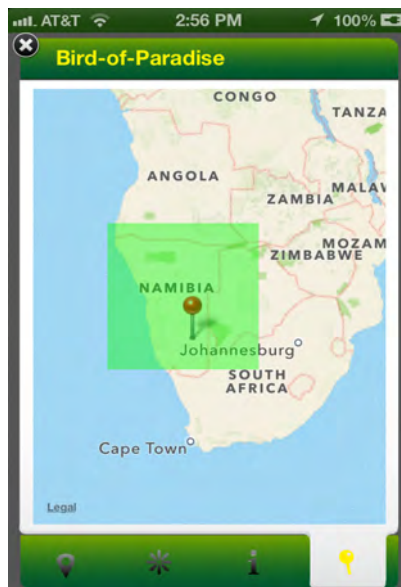 AT&T 2:56 PM 100%
Bird-of-Paradise
CONGO
TANZA
ANGOLA
ZAMBIA
MALAW
MOZAM
ZIMBABWE
NAMIBIA
Johannesburg
SOUTH
AFRICA
Cape Town
Legal